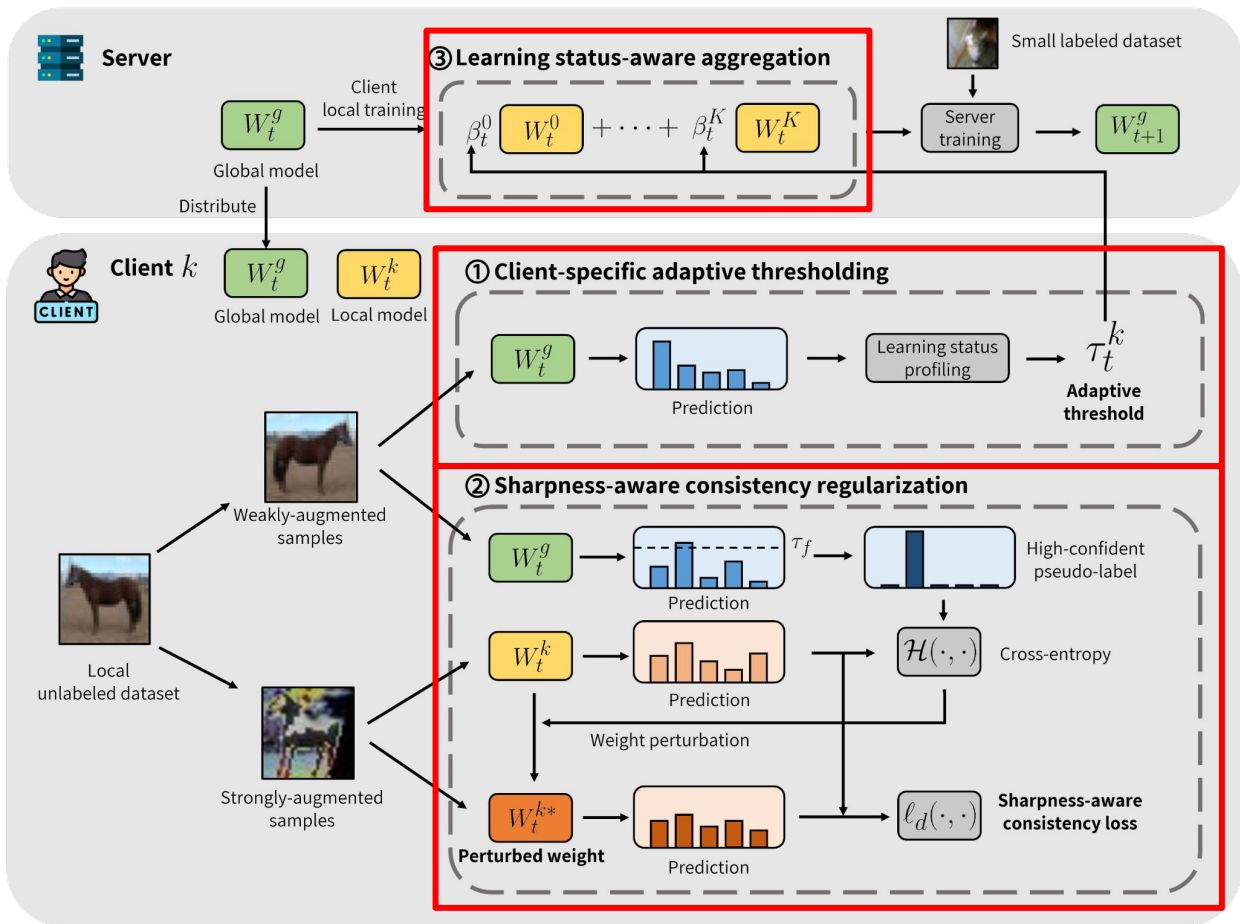 Server
Client
local training
W_t^g
Global model
Distribute
③ Learning status-aware aggregation
β_t^0 W_t^0 + ⋯ + β_t^K W_t^K
Small labeled dataset
Server
training
W_{t+1}^g
CLIENT
Client k
W_t^g
Global model
W_t^k
Local model
① Client-specific adaptive thresholding
W_t^g
Prediction
Learning status
profiling
τ_t^k
Adaptive
threshold
Weakly-augmented
samples
Local
unlabeled dataset
Strongly-augmented
samples
② Sharpness-aware consistency regularization
W_t^g
Prediction
τ_f
High-confident
pseudo-label
W_t^k
Prediction
H(·, ·)
Cross-entropy
Weight perturbation
W_t^{k*}
Perturbed weight
Prediction
ℓ_d(·, ·)
Sharpness-aware
consistency loss